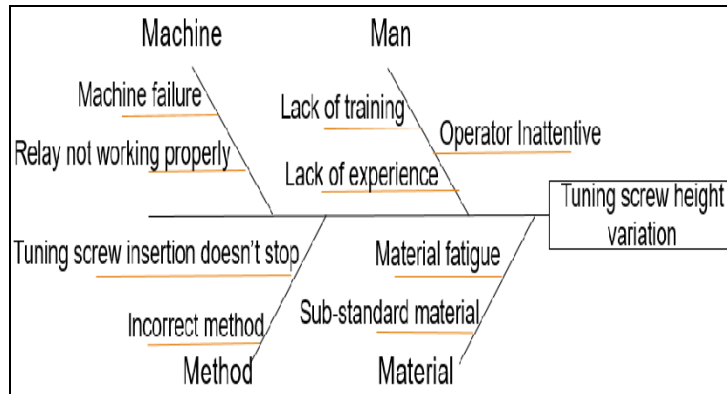 Machine
Man
Machine failure
Lack of training
Operator Inattentive
Relay not working properly
Lack of experience
Tuning screw height
variation
Tuning screw insertion doesn't stop
Material fatigue
Incorrect method
Sub-standard material
Method
Material